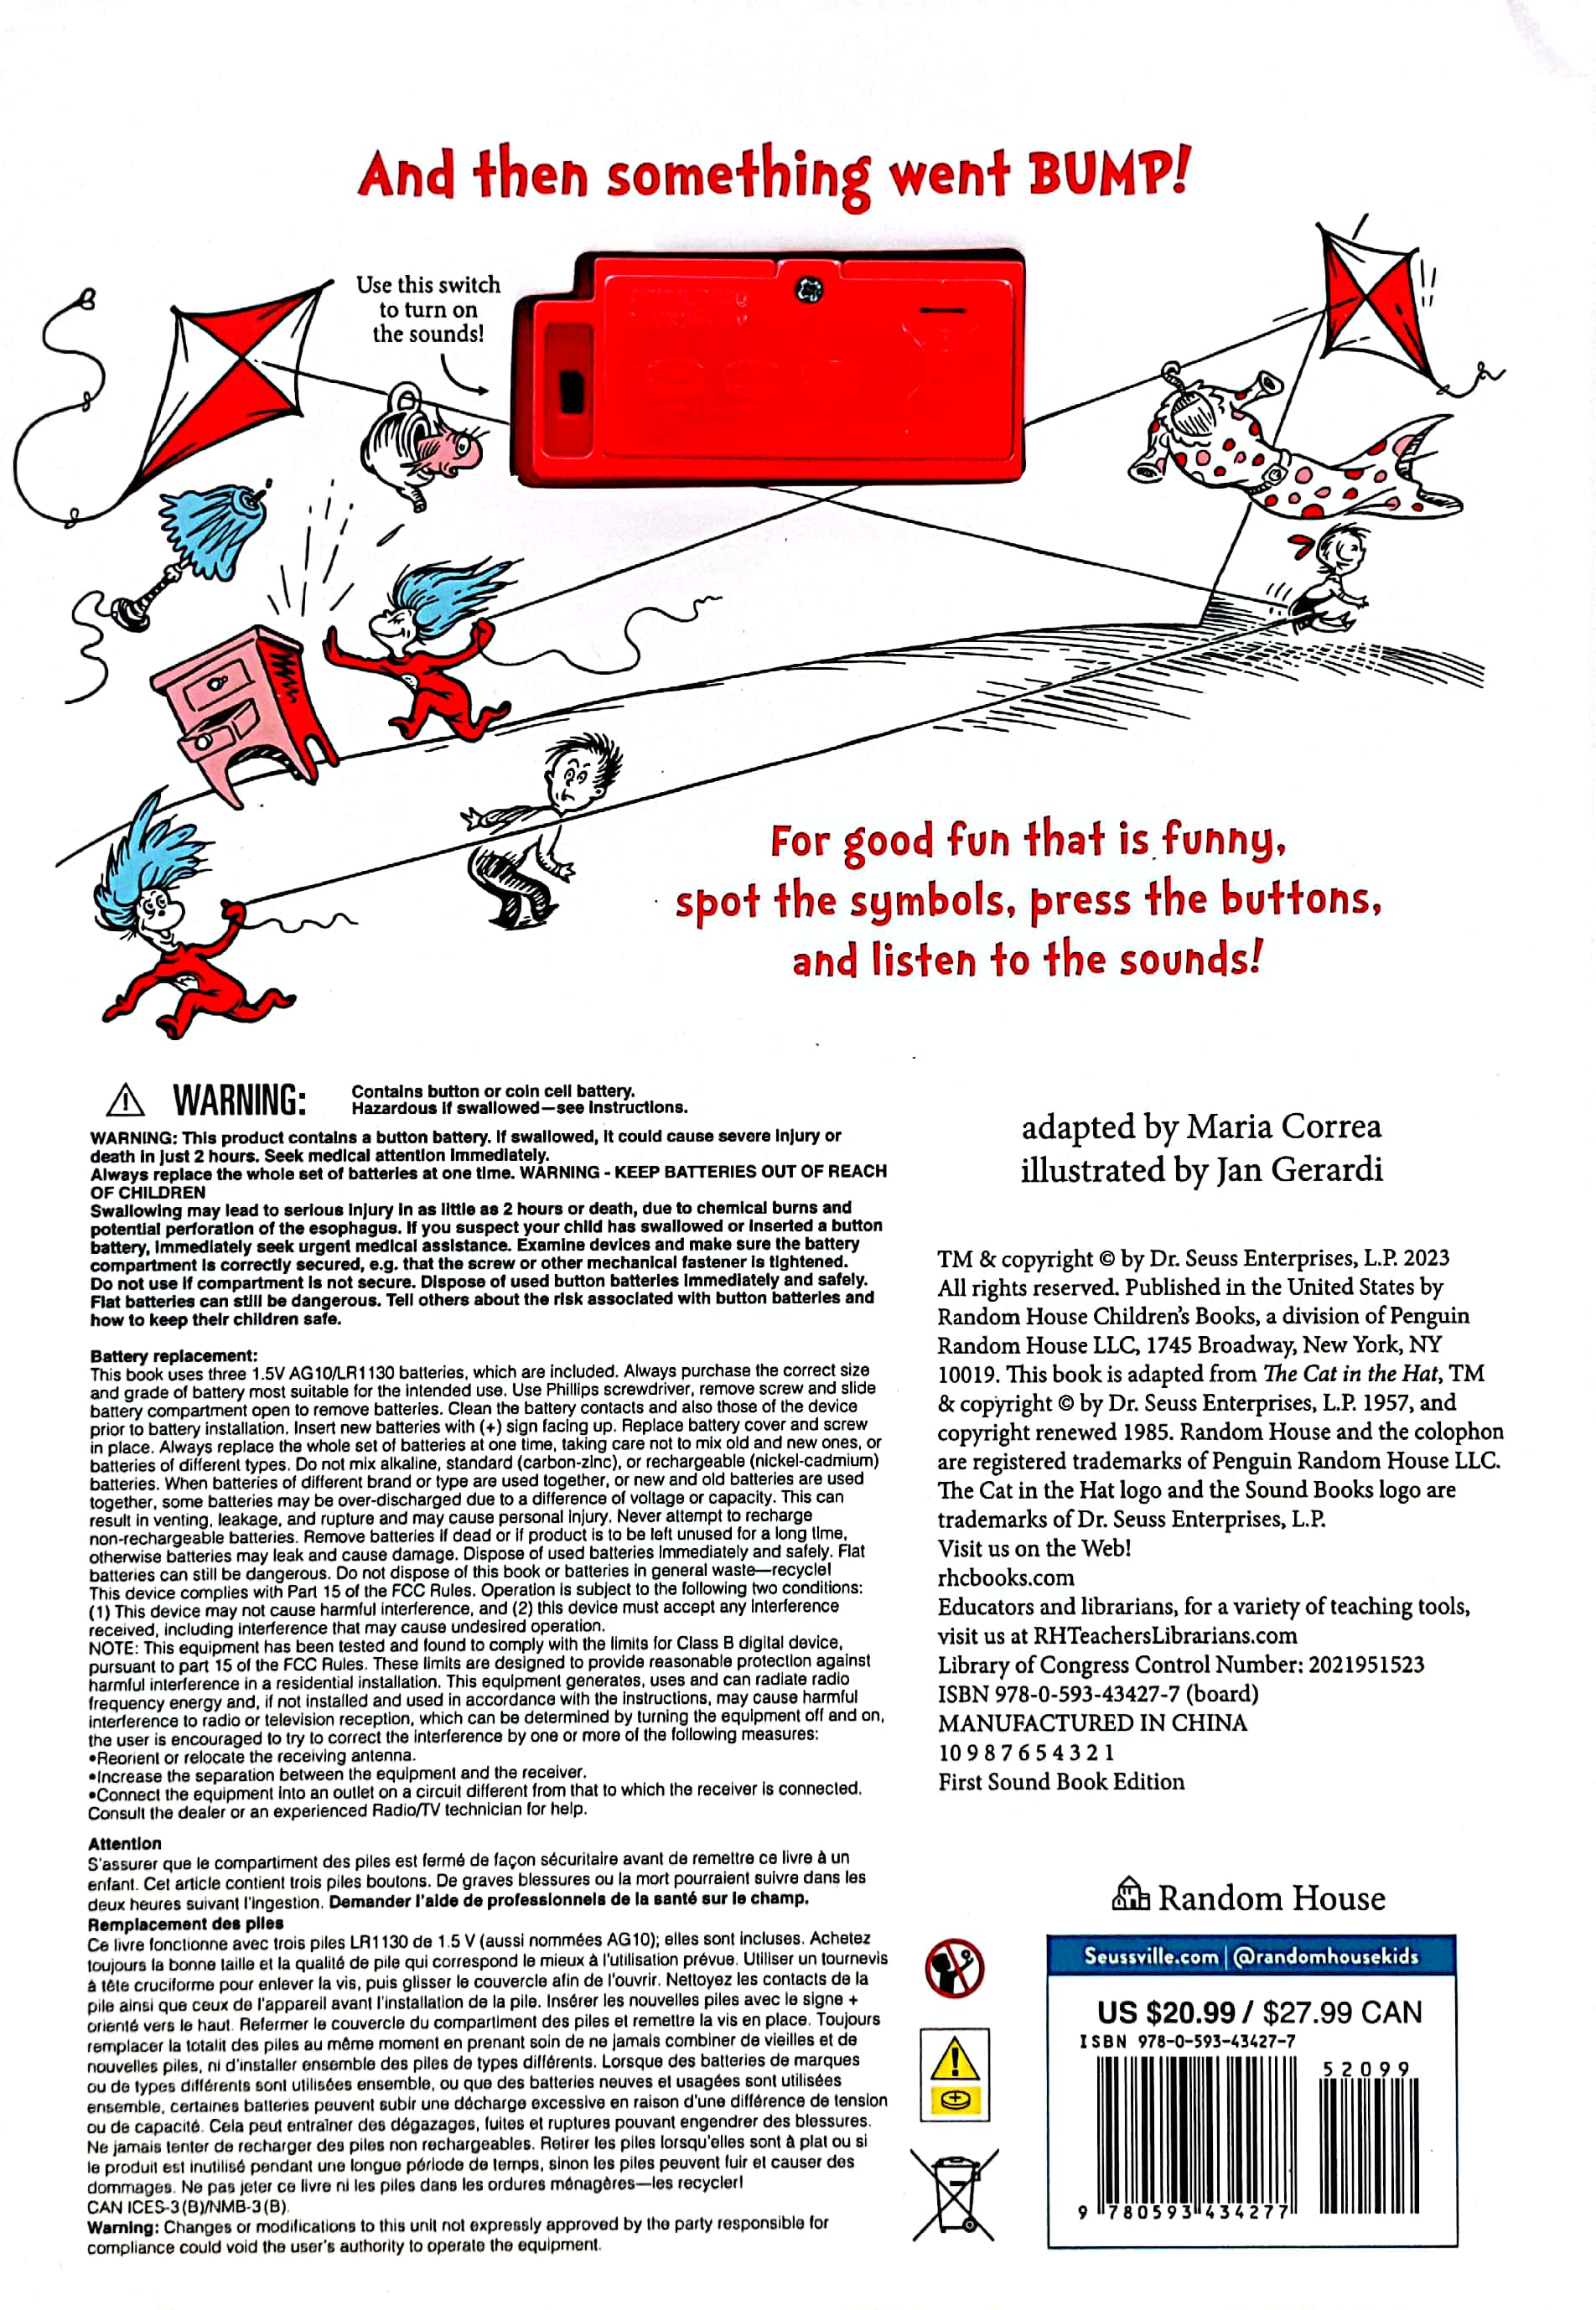 And then something went BUMP!
Use this switch
to turn on
the sounds!
For good fun that is funny,
spot the symbols, press the buttons,
and listen to the sounds!
WARNING:
Contains button or coin cell battery.
Hazardous if swallowed—see instructions.
WARNING: This product contains a button battery. If swallowed, it could cause severe injury or
death in just 2 hours. Seek medical attention immediately.
Always replace the whole set of batteries at one time. WARNING - KEEP BATTERIES OUT OF REACH
OF CHILDREN
Swallowing may lead to serious injury in as little as 2 hours or death, due to chemical burns and
potential perforation of the esophagus. If you suspect your child has swallowed or inserted a button
battery, immediately seek urgent medical assistance. Examine devices and make sure the battery
compartment is correctly secured, e.g. that the screw or other mechanical fastener is tightened.
Do not use if compartment is not secure. Dispose of used button batteries immediately and safely.
Flat batteries can still be dangerous. Tell others about the risk associated with button batteries and
how to keep their children safe.
Battery replacement:
This book uses three 1.5V AG10/LR1130 batteries, which are included. Always purchase the correct size
and grade of battery most suitable for the intended use. Use Phillips screwdriver, remove screw and slide
battery compartment open to remove batteries. Clean the battery contacts and also those of the device
prior to battery installation. Insert new batteries with (+) sign facing up. Replace battery cover and screw
in place. Always replace the whole set of batteries at one time, taking care not to mix old and new ones, or
batteries of different types. Do not mix alkaline, standard (carbon-zinc), or rechargeable (nickel-cadmium)
batteries. When batteries of different brand or type are used together, or new and old batteries are used
together, some batteries may be over-discharged due to a difference of voltage or capacity. This can
result in venting, leakage, and rupture and may cause personal injury. Never attempt to recharge
non-rechargeable batteries. Remove batteries if dead or if product is to be left unused for a long time,
otherwise batteries may leak and cause damage. Dispose of used batteries immediately and safely. Flat
batteries can still be dangerous. Do not dispose of this book or batteries in general waste—recycle!
This device complies with Part 15 of the FCC Rules. Operation is subject to the following two conditions:
(1) This device may not cause harmful interference, and (2) this device must accept any interference
received, including interference that may cause undesired operation.
NOTE: This equipment has been tested and found to comply with the limits for Class B digital device,
pursuant to part 15 of the FCC Rules. These limits are designed to provide reasonable protection against
harmful interference in a residential installation. This equipment generates, uses and can radiate radio
frequency energy and, if not installed and used in accordance with the instructions, may cause harmful
interference to radio or television reception, which can be determined by turning the equipment off and on,
the user is encouraged to try to correct the interference by one or more of the following measures:
•Reorient or relocate the receiving antenna.
•Increase the separation between the equipment and the receiver.
•Connect the equipment into an outlet on a circuit different from that to which the receiver is connected.
Consult the dealer or an experienced Radio/TV technician for help.
Attention
S'assurer que le compartiment des piles est fermé de façon sécuritaire avant de remettre ce livre à un
enfant. Cet article contient trois piles boutons. De graves blessures ou la mort pourraient suivre dans les
deux heures suivant l'ingestion. Demander l'aide de professionnels de la santé sur le champ.
Remplacement des piles
Ce livre fonctionne avec trois piles LR1130 de 1.5 V (aussi nommées AG10); elles sont incluses. Achetez
toujours la bonne taille et la qualité de pile qui correspond le mieux à l'utilisation prévue. Utiliser un tournevis
à tête cruciforme pour enlever la vis, puis glisser le couvercle afin de l'ouvrir. Nettoyez les contacts de la
pile ainsi que ceux de l'appareil avant l'installation de la pile. Insérer les nouvelles piles avec le signe +
orienté vers le haut. Refermer le couvercle du compartiment des piles et remettre la vis en place. Toujours
remplacer la totalit des piles au même moment en prenant soin de ne jamais combiner de vieilles et de
nouvelles piles, ni d'installer ensemble des piles de types différents. Lorsque des batteries de marques
ou de types différents sont utilisées ensemble, ou que des batteries neuves et usagées sont utilisées
ensemble, certaines batteries peuvent subir une décharge excessive en raison d'une différence de tension
ou de capacité. Cela peut entraîner des dégazages, fuites et ruptures pouvant engendrer des blessures.
Ne jamais tenter de recharger des piles non rechargeables. Retirer les piles lorsqu'elles sont à plat ou si
le produit est inutilisé pendant une longue période de temps, sinon les piles peuvent fuir et causer des
dommages. Ne pas jeter ce livre ni les piles dans les ordures ménagères—les recycler!
CAN ICES-3 (B)/NMB-3 (B).
Warning: Changes or modifications to this unit not expressly approved by the party responsible for
compliance could void the user's authority to operate the equipment.
adapted by Maria Correa
illustrated by Jan Gerardi
TM & copyright © by Dr. Seuss Enterprises, L.P. 2023
All rights reserved. Published in the United States by
Random House Children's Books, a division of Penguin
Random House LLC, 1745 Broadway, New York, NY
10019. This book is adapted from The Cat in the Hat, TM
& copyright © by Dr. Seuss Enterprises, L.P. 1957, and
copyright renewed 1985. Random House and the colophon
are registered trademarks of Penguin Random House LLC.
The Cat in the Hat logo and the Sound Books logo are
trademarks of Dr. Seuss Enterprises, L.P.
Visit us on the Web!
rhcbooks.com
Educators and librarians, for a variety of teaching tools,
visit us at RHTeachersLibrarians.com
Library of Congress Control Number: 2021951523
ISBN 978-0-593-43427-7 (board)
MANUFACTURED IN CHINA
10 9 8 7 6 5 4 3 2 1
First Sound Book Edition
Random House
Seussville.com | @randomhousekids
US $20.99 / $27.99 CAN
ISBN 978-0-593-43427-7
52099
9 780593 434277